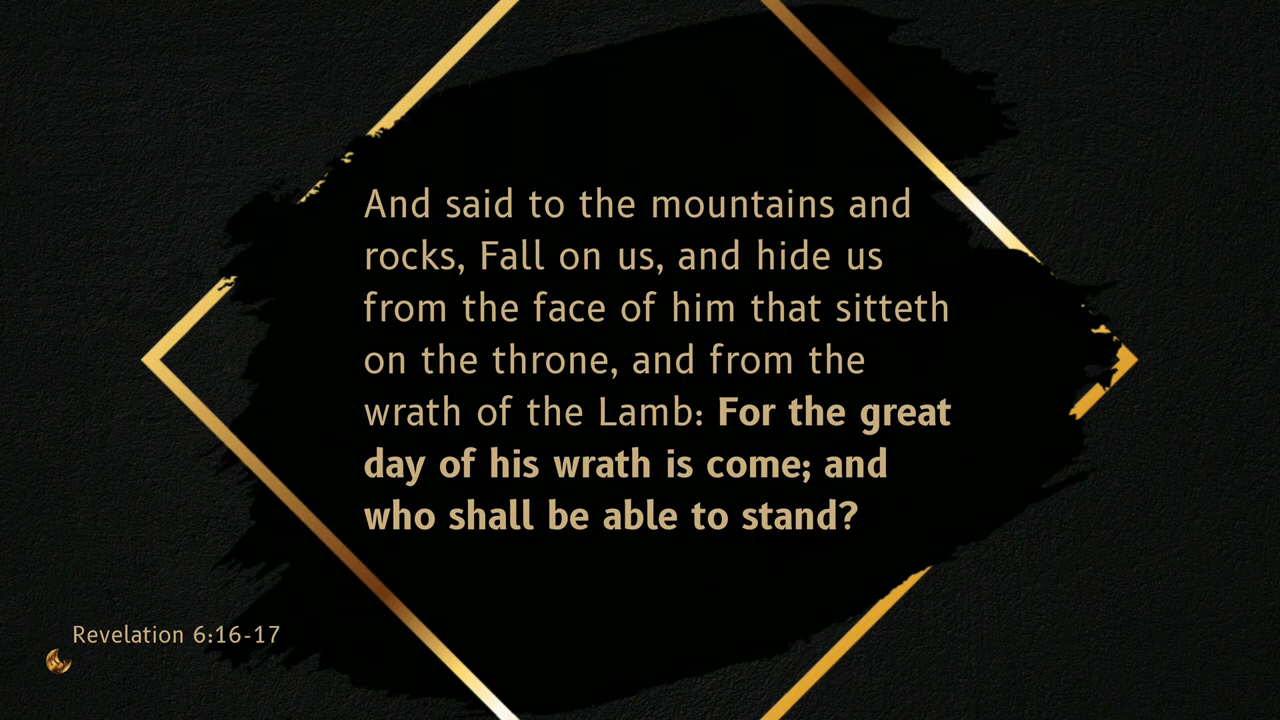 And said to the mountains and
rocks, Fall on us, and hide us
from the face of him that sitteth
on the throne, and from the
wrath of the Lamb: For the great
day of his wrath is come; and
who shall be able to stand?
Revelation 6:16-17